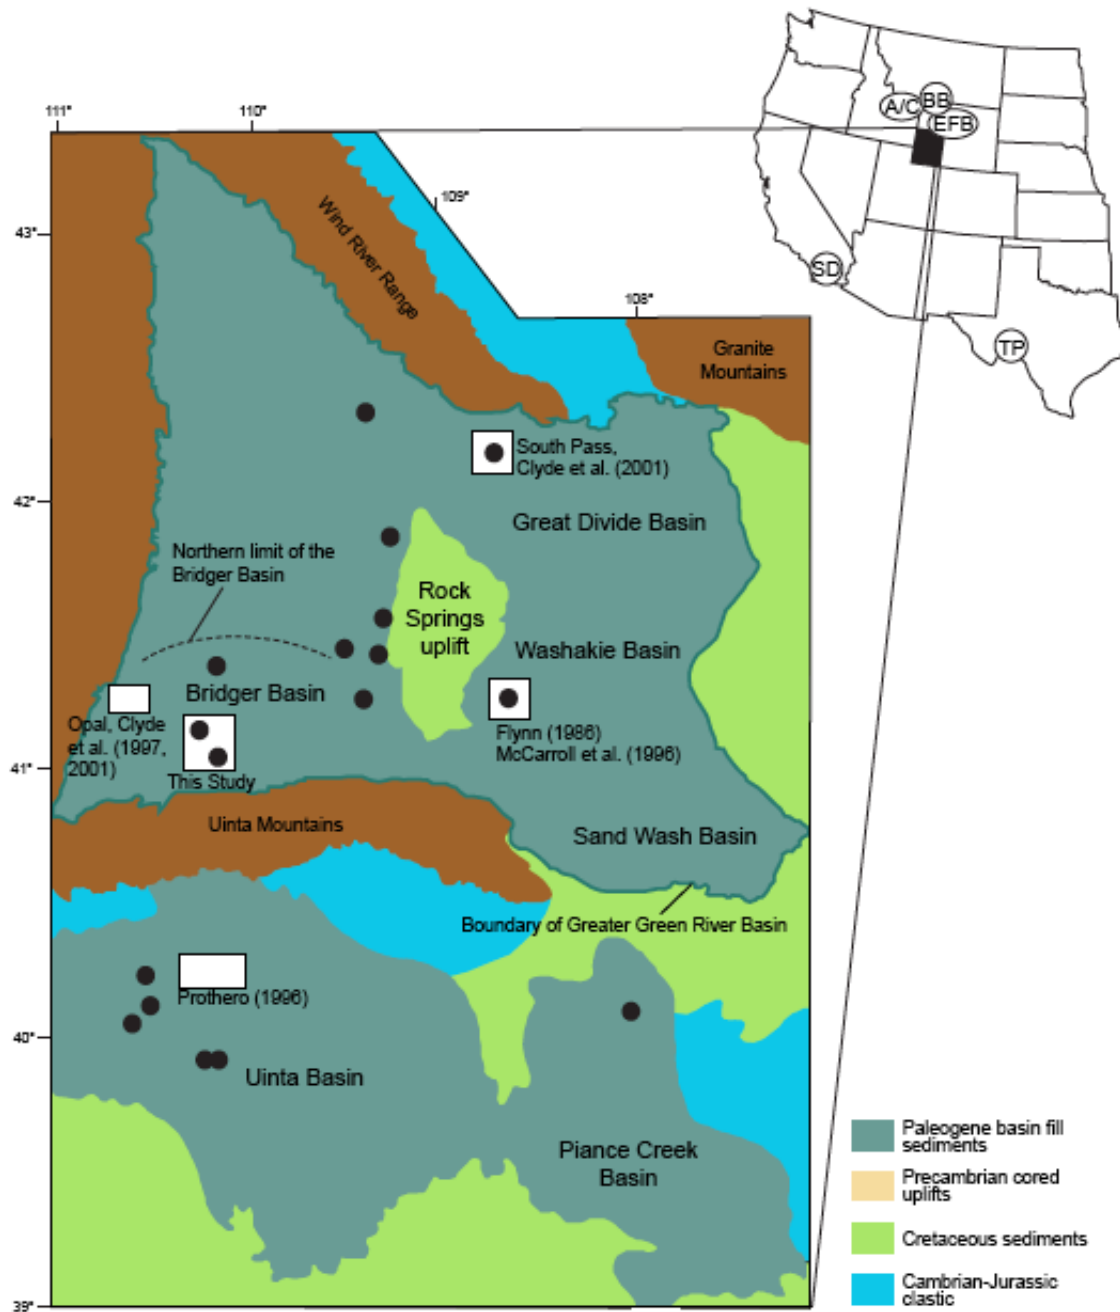 111°
110°
109°
108°
43°
42°
41°
40°
39°
A/C
BB
EFB
SD
TP
Wind River Range
Granite
Mountains
South Pass,
Clyde et al. (2001)
Great Divide Basin
Northern limit of the
Bridger Basin
Rock
Springs
uplift
Washakie Basin
Bridger Basin
Opal, Clyde
et al. (1997,
2001)
This Study
Flynn (1986)
McCarroll et al. (1996)
Uinta Mountains
Sand Wash Basin
Boundary of Greater Green River Basin
Prothero (1996)
Uinta Basin
Piance Creek
Basin
Paleogene basin fill
sediments
Precambrian cored
uplifts
Cretaceous sediments
Cambrian-Jurassic
clastic